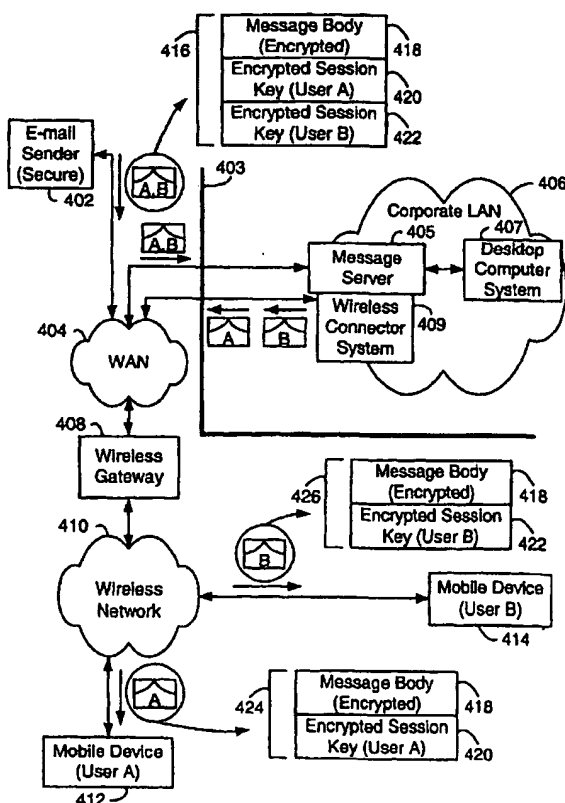 416
Message Body
(Encrypted)
418
Encrypted Session
Key (User A)
420
Encrypted Session
Key (User B)
422
E-mail
Sender
(Secure)
402
A,B
403
A,B
406
Corporate LAN
405
407
Message
Server
Desktop
Computer
System
Wireless
Connector
System
409
A
B
404
WAN
408
Wireless
Gateway
410
Wireless
Network
426
Message Body
(Encrypted)
418
Encrypted Session
Key (User B)
422
B
Mobile Device
(User B)
414
A
424
Message Body
(Encrypted)
418
Encrypted Session
Key (User A)
420
Mobile Device
(User A)
412